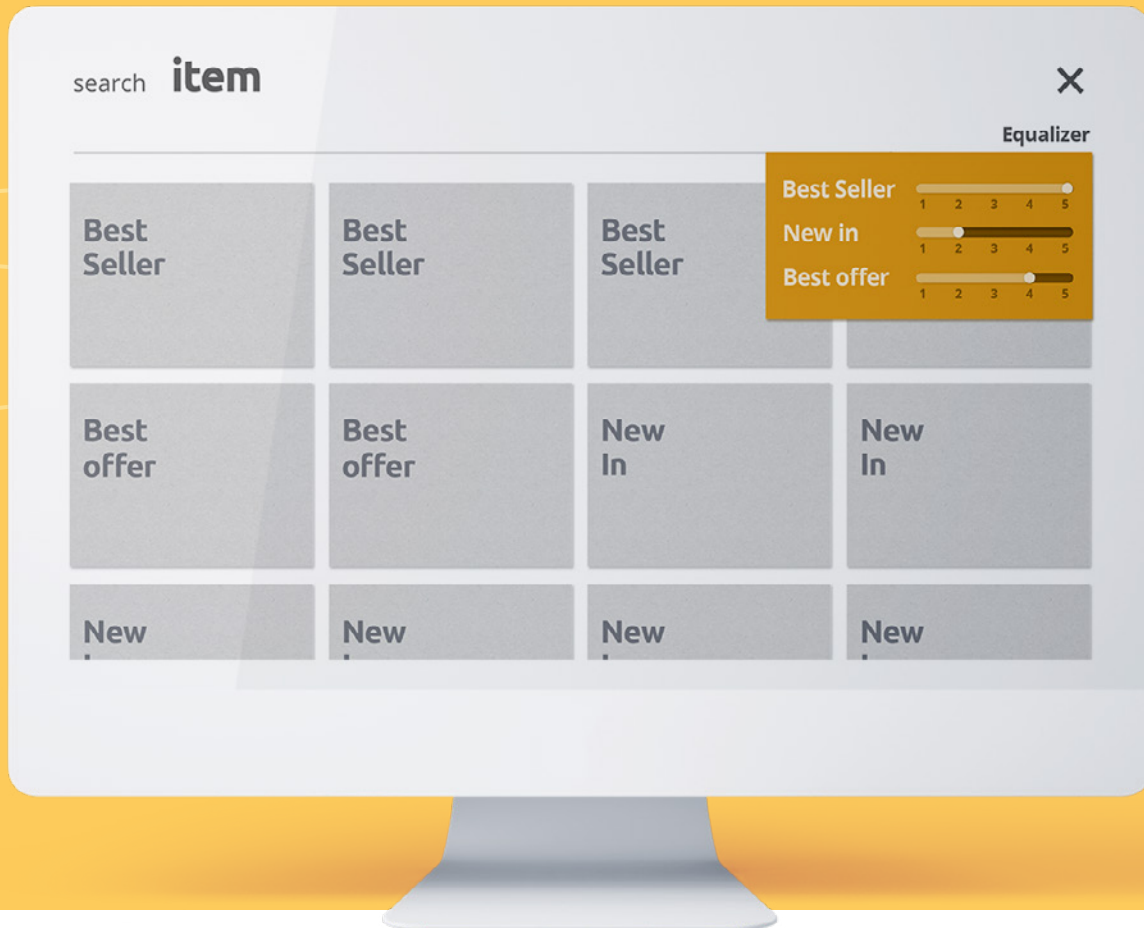 search item
Equalizer
Best Seller
1 2 3 4 5
New in
1 2 3 4 5
Best offer
1 2 3 4 5
Best
Seller
Best
Seller
Best
Seller
Best
offer
Best
offer
New
In
New
In
New
New
New
New